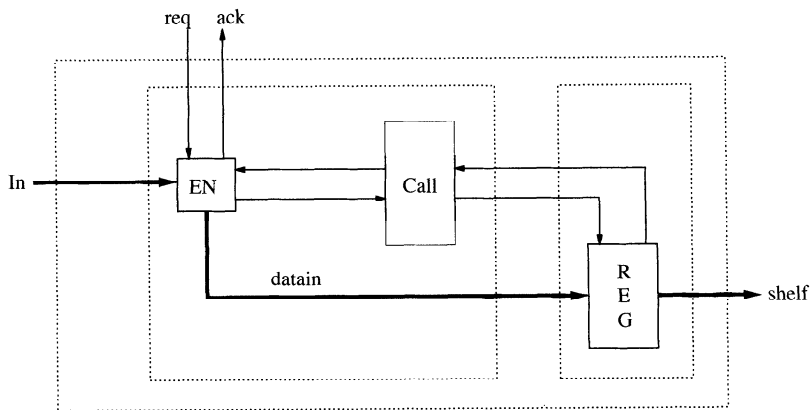 req ack
In
EN
Call
datain
R
E
G
shelf